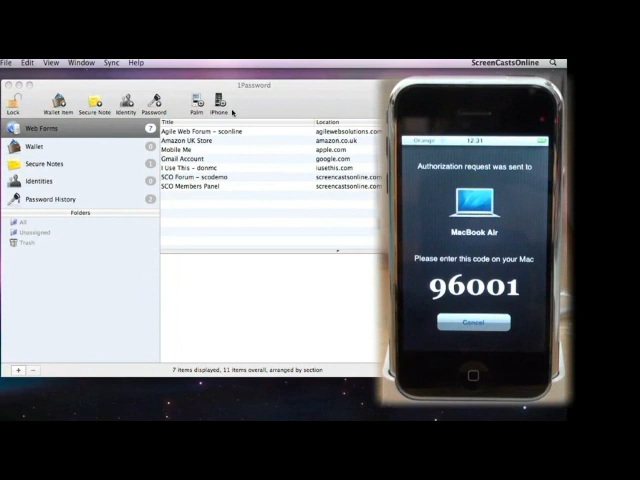 File Edit Wallet Window Sync Help
ScreenCastsOnline
1Password
Lock Wallet Item Secure Note Identity Password Palm iPhone
Title Location
Web Forms 7
Wallet 0
Secure Notes 1
Identities 0
Password History 2
Folders
All
Unassigned
Trash
Agile Web Forum - sconline agilewebsolutions.com
Amazon UK Store amazon.co.uk
Mobile Me apple.com
Gmail Account google.com
I Use This - donmc iusethis.com
SCO Forum - scodemo screencastsonline.com
SCO Members Panel screencastsonline.com
7 items displayed, 11 items overall, arranged by section
Orange 12:31
Authorization request was sent to
MacBook Air
Please enter this code on your Mac
96001
Cancel